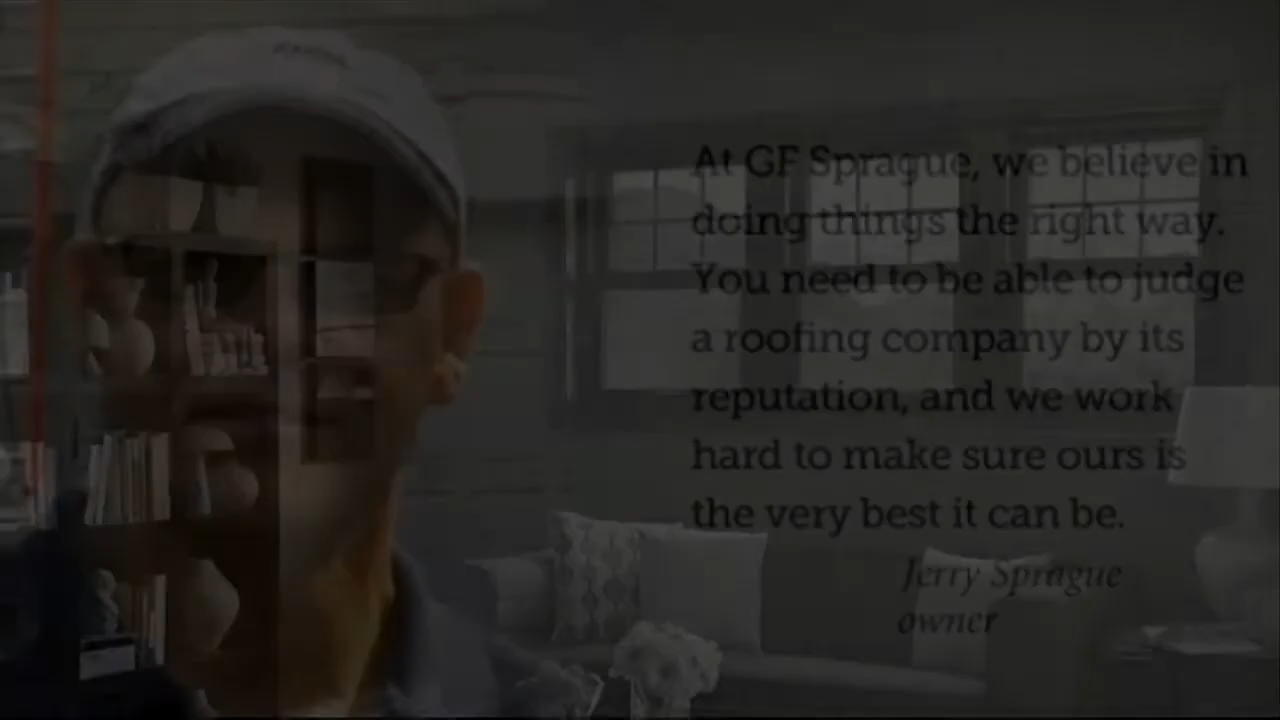 At GF Sprague, we believe in
doing things the right way.
You need to be able to judge
a roofing company by its
reputation, and we work
hard to make sure ours is
the very best it can be.
Jerry Sprague
owner